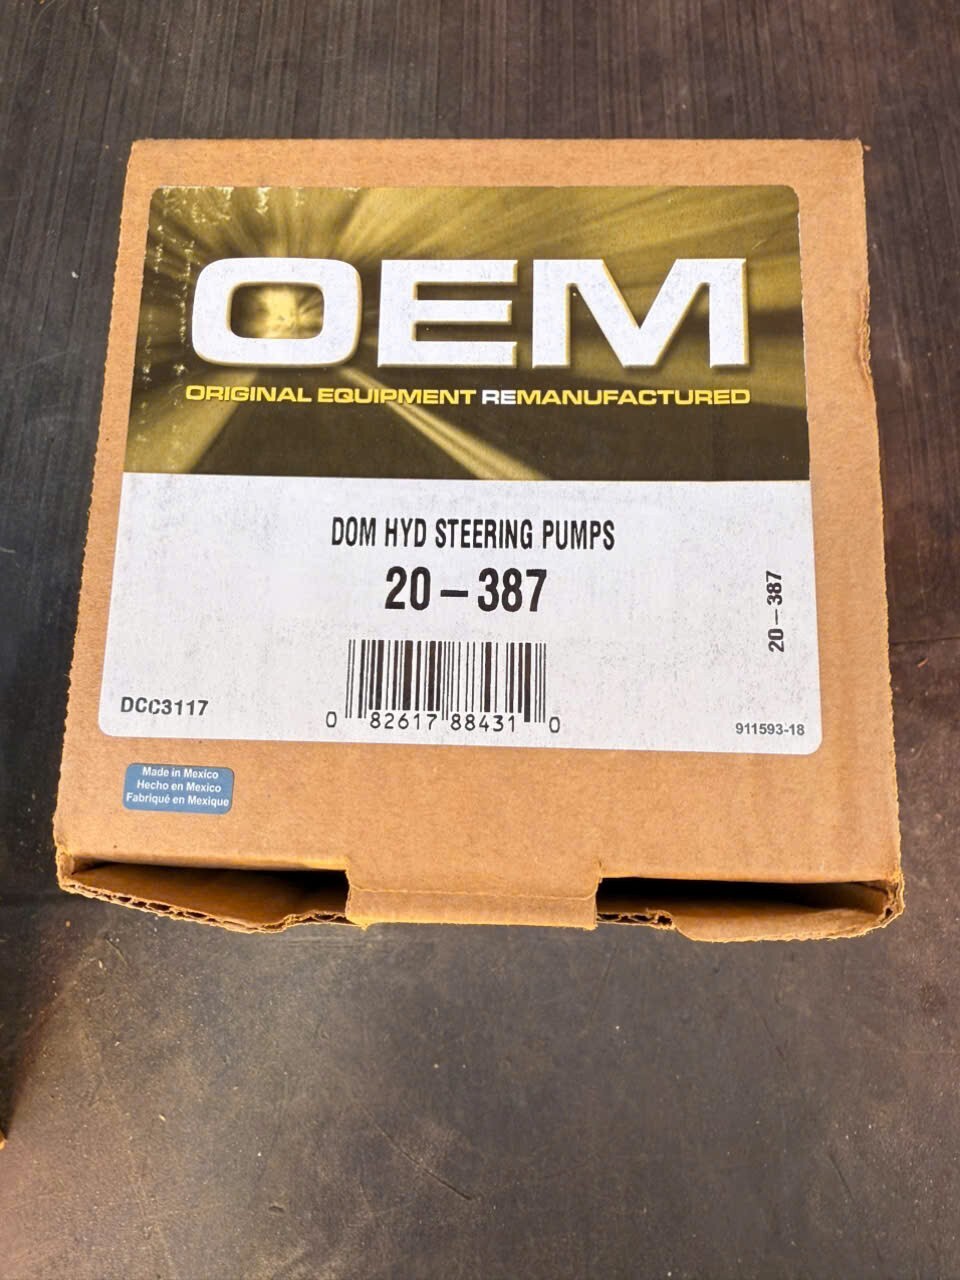 OEM
ORIGINAL EQUIPMENT REMANUFACTURED
DOM HYD STEERING PUMPS
20-387
20-387
DCC3117
0 82617 88431 0
911593-18
Made in Mexico
Hecho en Mexico
Fabriqué en Mexique